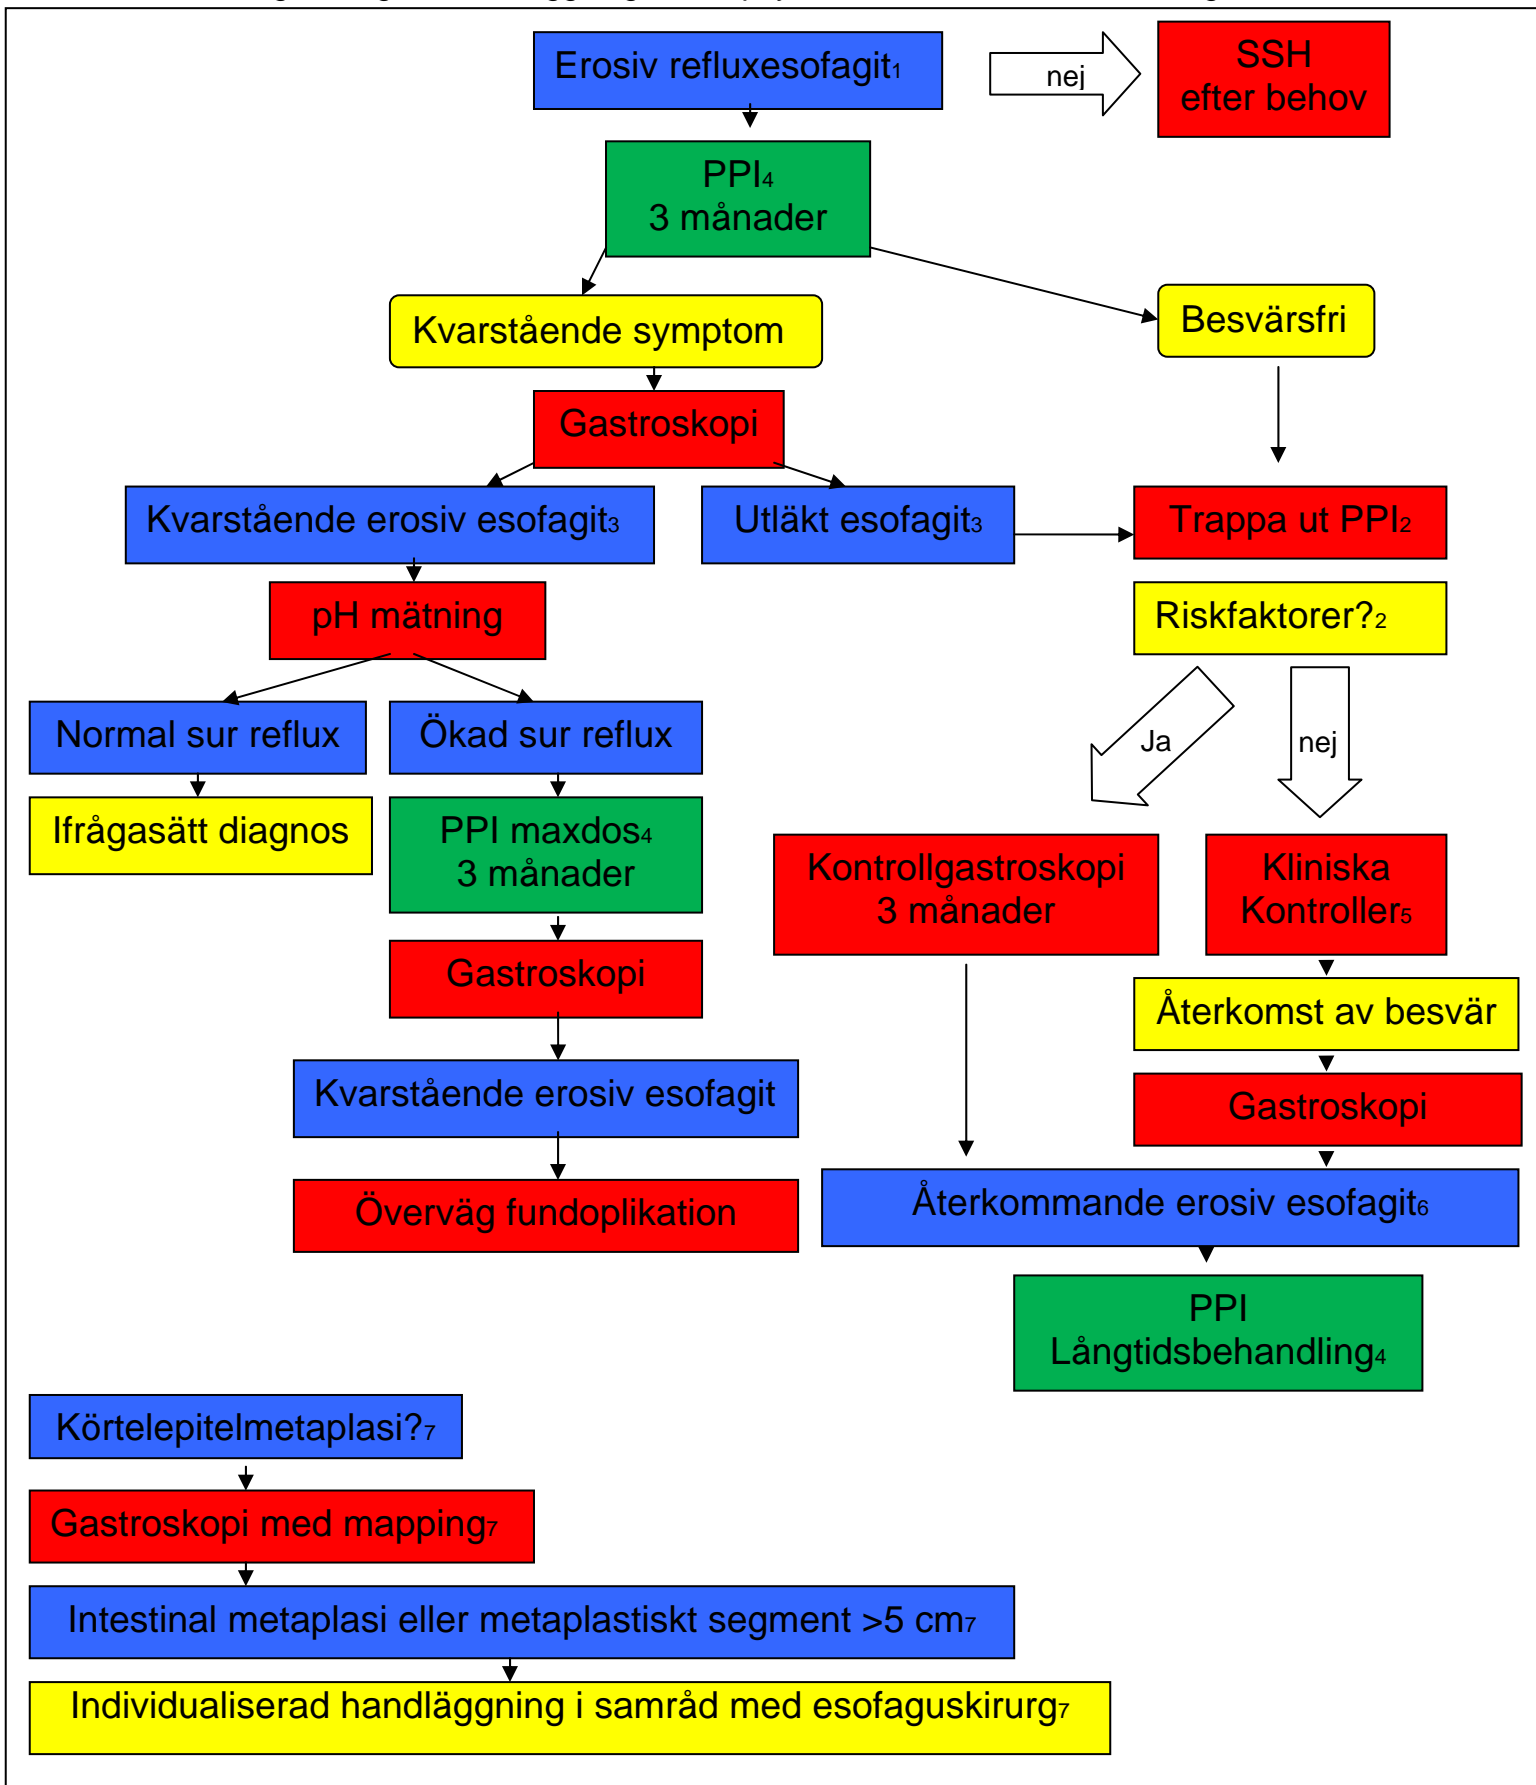 Erosiv refluxesofagit1
nej
SSH
efter behov
PPI4
3 månader
Kvarstående symptom
Besvärsfri
Gastroskopi
Kvarstående erosiv esofagit3
Utläkt esofagit3
Trappa ut PPI2
pH mätning
Riskfaktorer?2
Normal sur reflux
Ökad sur reflux
Ja
nej
Ifrågasätt diagnos
PPI maxdos4
3 månader
Kontrollgastroskopi
3 månader
Kliniska
Kontroller5
Gastroskopi
Återkomst av besvär
Kvarstående erosiv esofagit
Gastroskopi
Överväg fundoplikation
Återkommande erosiv esofagit6
PPI
Långtidsbehandling4
Körtelepitelmetaplasi?7
Gastroskopi med mapping7
Intestinal metaplasi eller metaplastiskt segment >5 cm7
Individualiserad handläggning i samråd med esofaguskirurg7